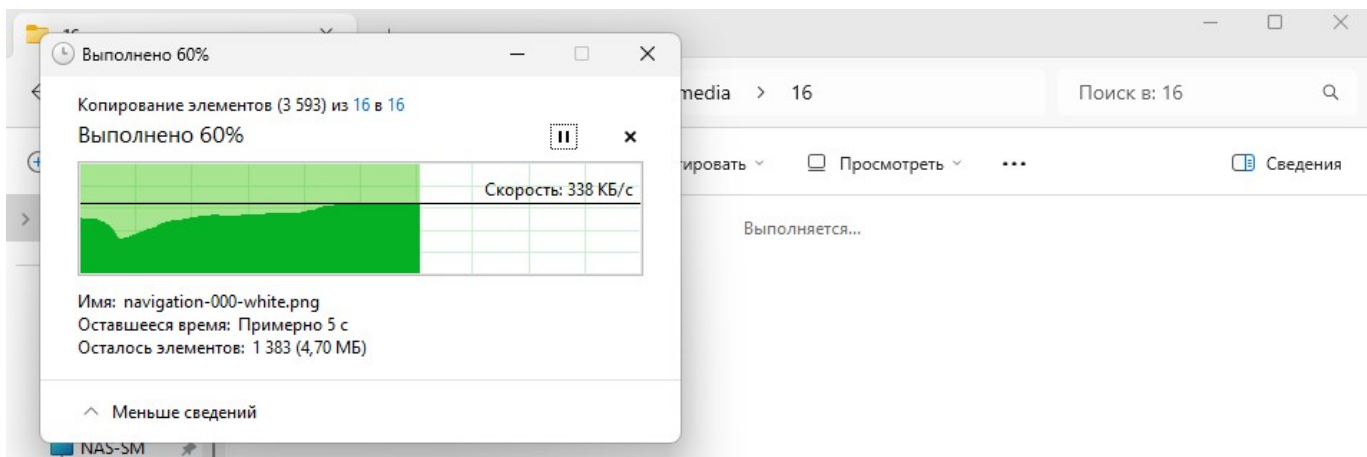 Выполнено 60%
media > 16
Поиск в: 16
Копирование элементов (3 593) из 16 в 16
Выполнено 60%
Просмотреть
Сведения
Скорость: 338 КБ/с
Выполняется...
Имя: navigation-000-white.png
Оставшееся время: Примерно 5 с
Осталось элементов: 1 383 (4,70 МБ)
Меньше сведений
NAS-SM